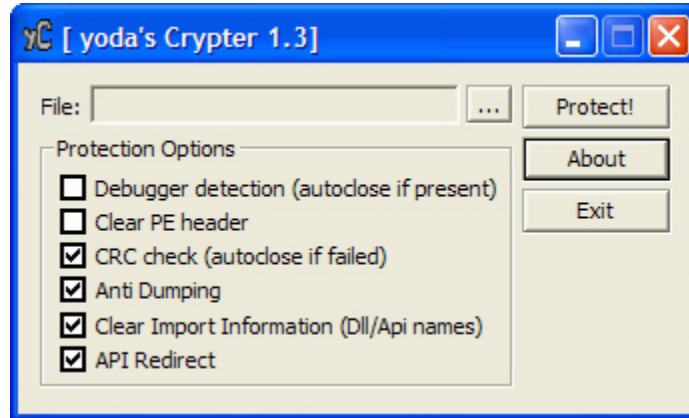 yC [ yoda's Crypter 1.3]
File: ... Protect!
Protection Options
About
Debugger detection (autoclose if present)
Exit
Clear PE header
CRC check (autoclose if failed)
Anti Dumping
Clear Import Information (Dll/Api names)
API Redirect